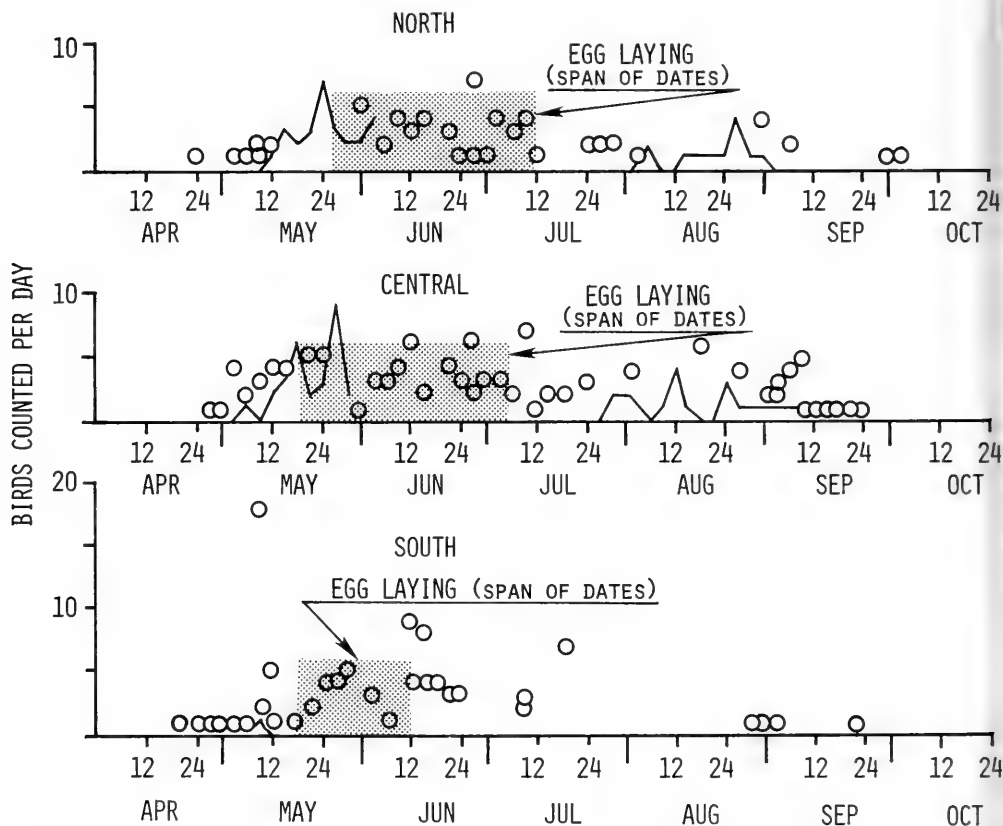 NORTH
10
EGG LAYING
(SPAN OF DATES)
12 24 12 24 12 24 12 24 12 24 12 24 12 24
APR MAY JUN JUL AUG SEP OCT
BIRDS COUNTED PER DAY
CENTRAL
10
EGG LAYING
(SPAN OF DATES)
12 24 12 24 12 24 12 24 12 24 12 24 12 24
APR MAY JUN JUL AUG SEP OCT
20
SOUTH
EGG LAYING (SPAN OF DATES)
10
12 24 12 24 12 24 12 24 12 24 12 24 12 24
APR MAY JUN JUL AUG SEP OCT